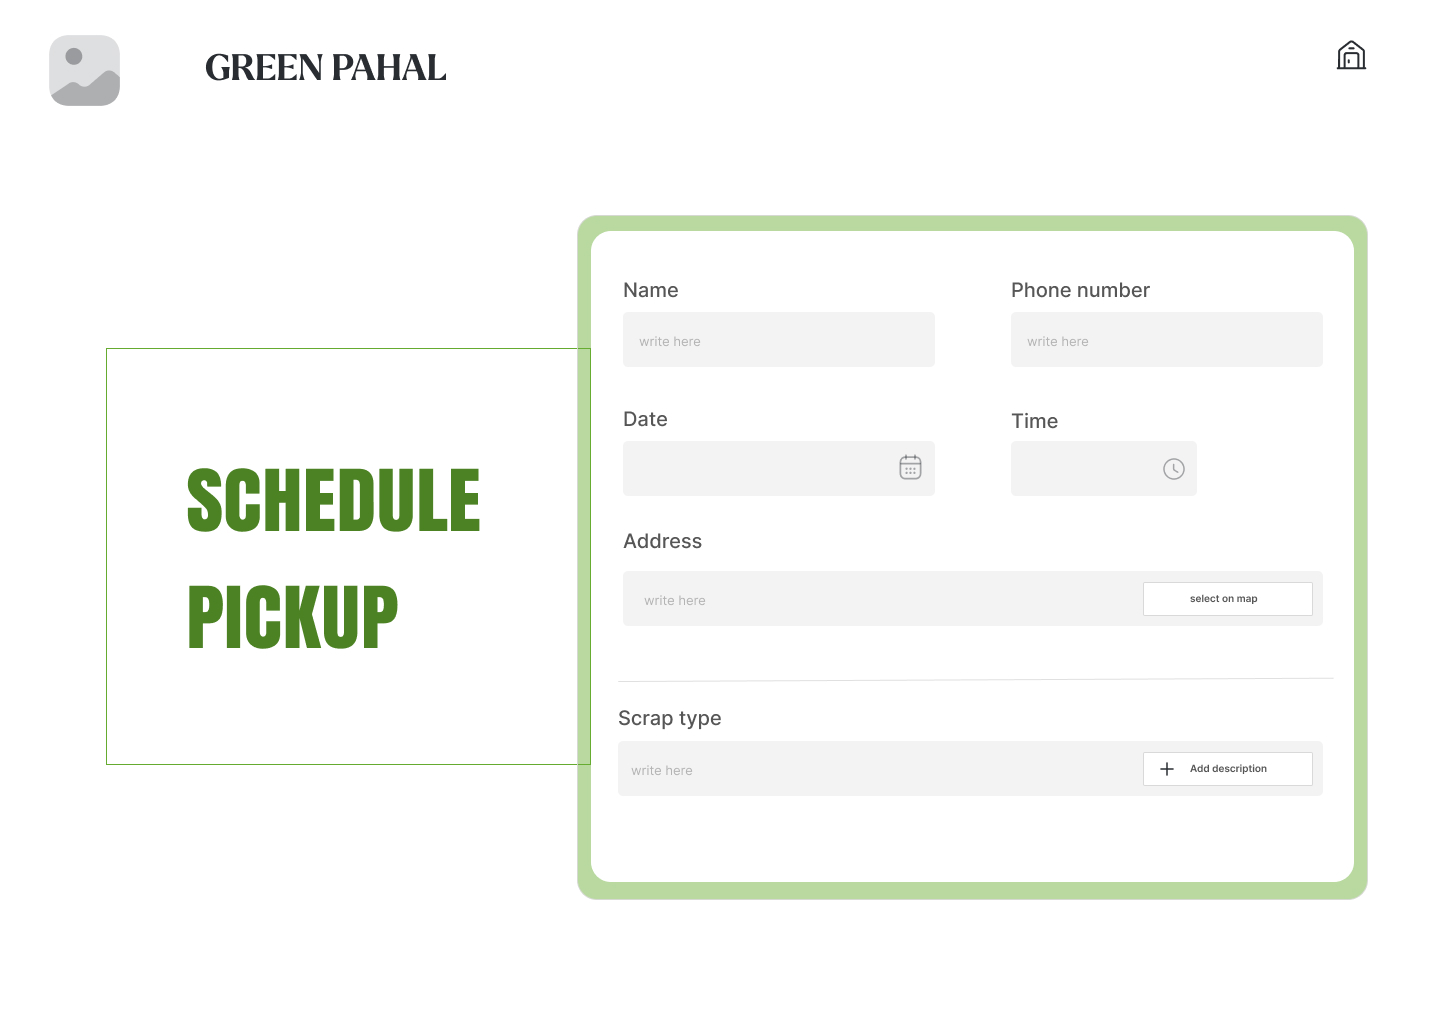 GREEN PAHAL
SCHEDULE
PICKUP
Name
Phone number
write here
write here
Date
Time
Address
write here
select on map
Scrap type
write here
Add description